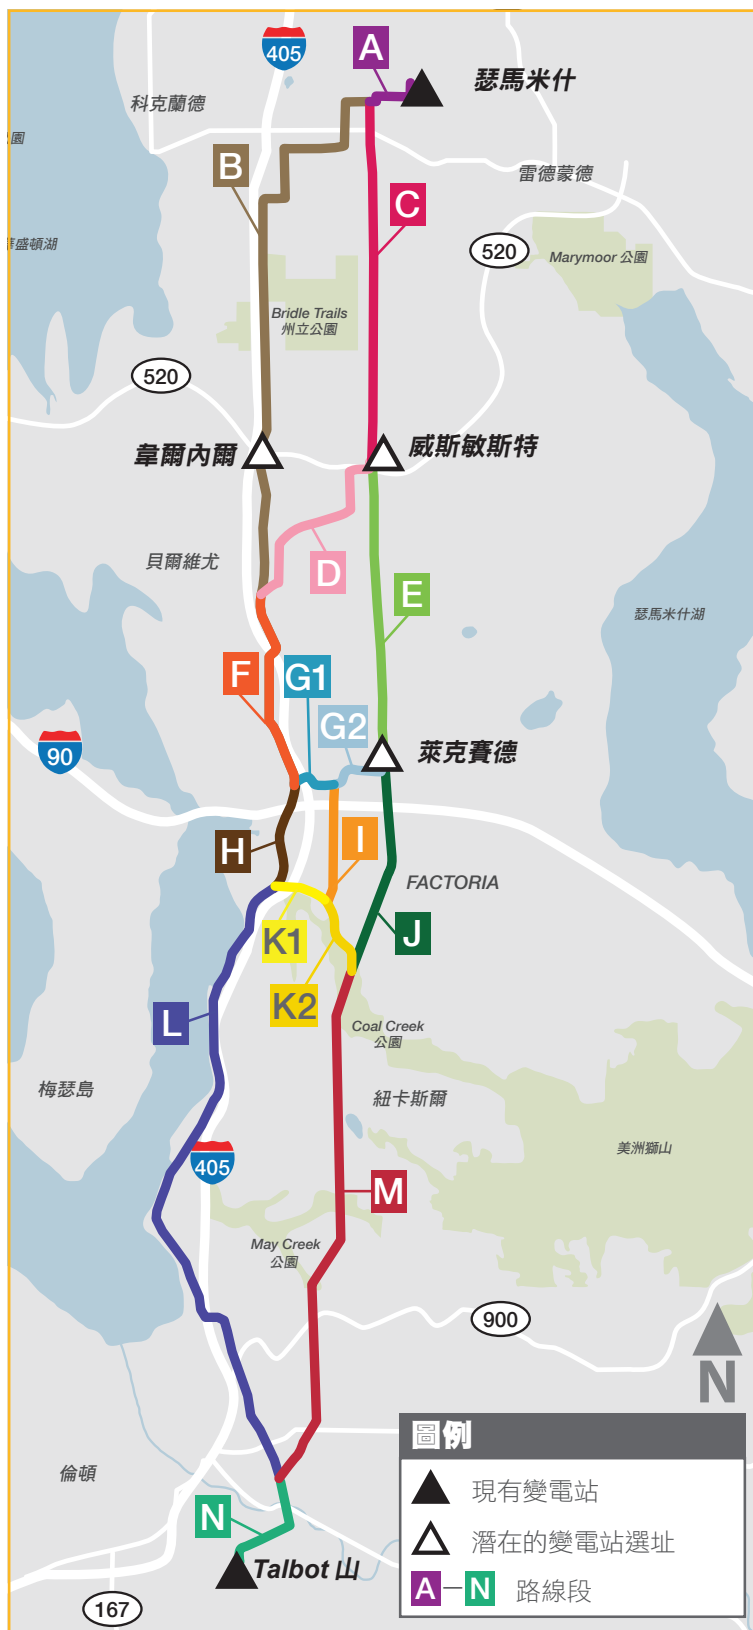 405
A
瑟馬米什
科克蘭德
園
雷德蒙德
B
C
盛頓湖
520
Marymoor 公園
Bridle Trails
州立公園
520
韋爾內爾
威斯敏斯特
貝爾維尤
D
E
瑟馬米什湖
F
G1
G2
90
萊克賽德
H
I
FACTORIA
J
K1
K2
L
Coal Creek
公園
梅瑟島
紐卡斯爾
美洲獅山
405
M
May Creek
公園
900
N
圖例
現有變電站
倫頓
潛在的變電站選址
N
Talbot 山
A – N 路線段
167